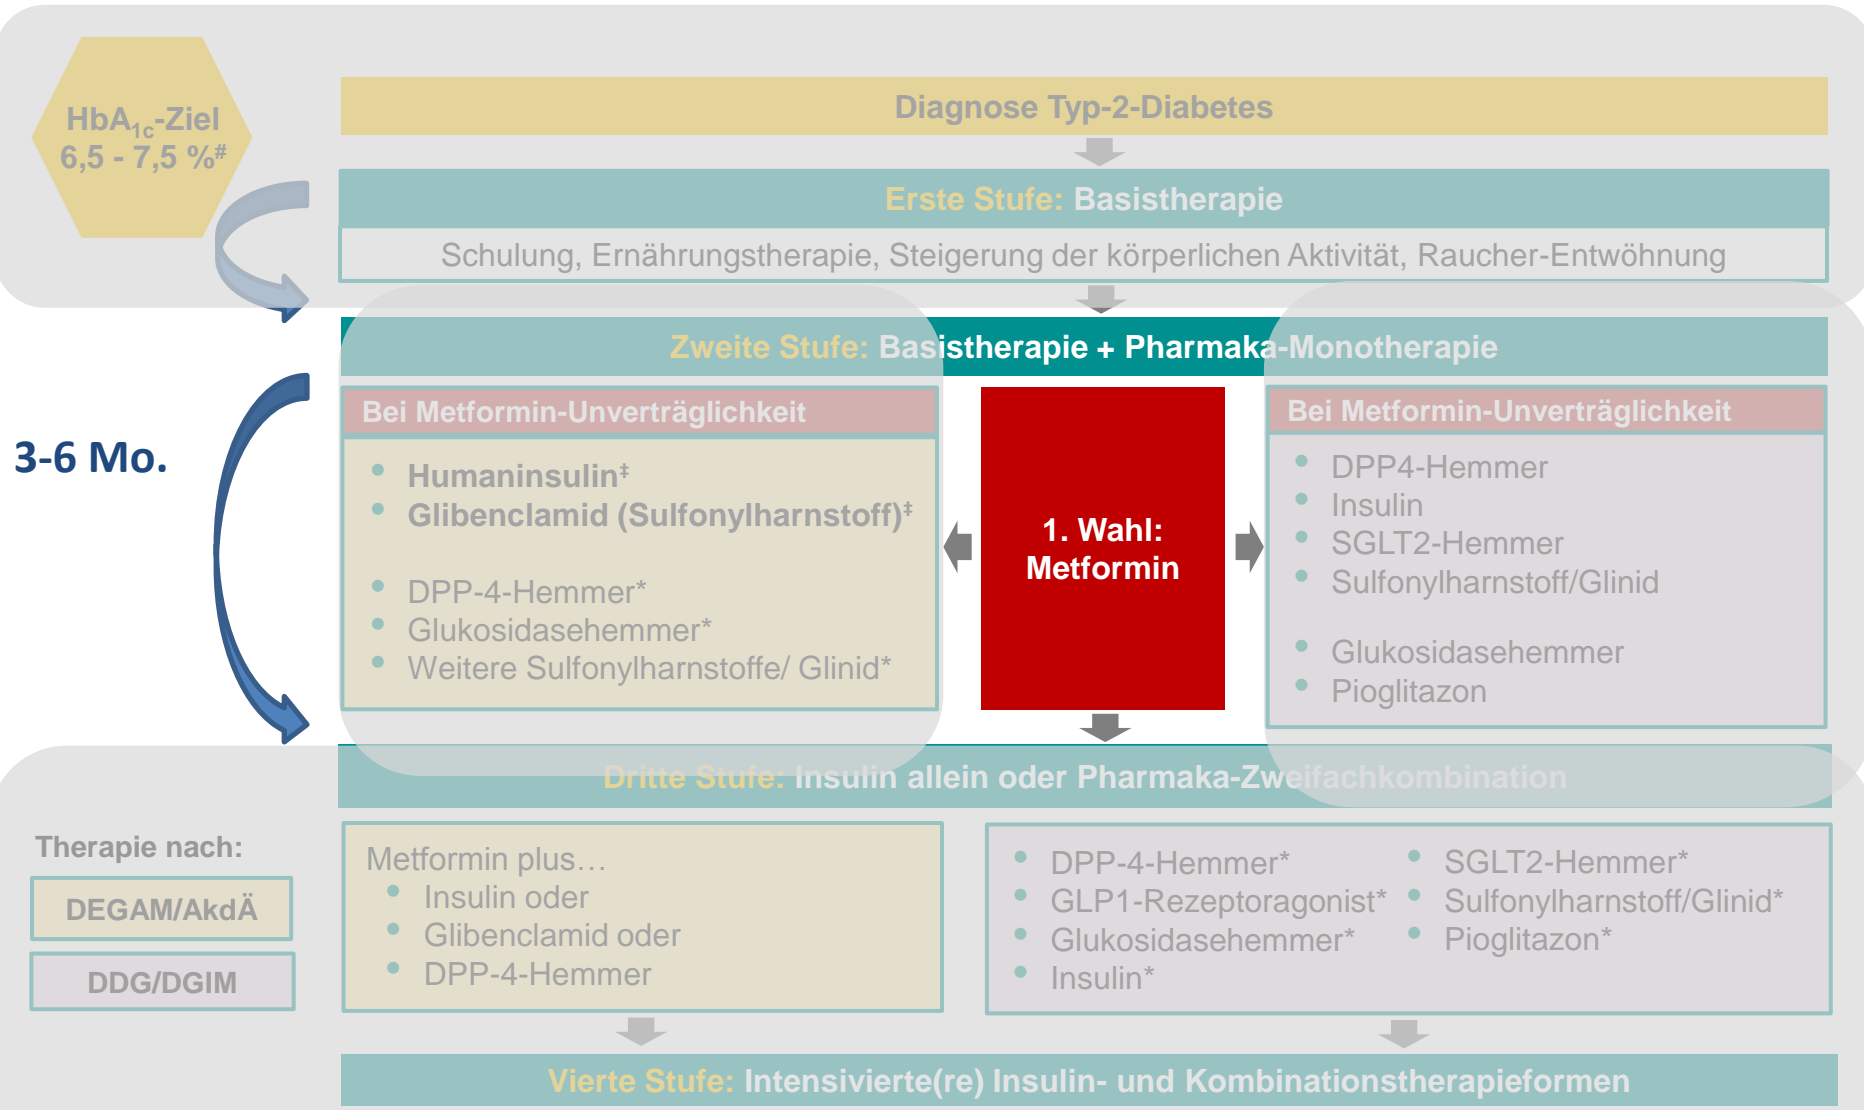 HbA1c-Ziel
6,5 - 7,5 %#
Diagnose Typ-2-Diabetes
Erste Stufe: Basistherapie
Schulung, Ernährungstherapie, Steigerung der körperlichen Aktivität, Raucher-Entwöhnung
Zweite Stufe: Basistherapie + Pharmaka-Monotherapie
3-6 Mo.
Bei Metformin-Unverträglichkeit
• Humaninsulin‡
• Glibenclamid (Sulfonylharnstoff)‡
• DPP-4-Hemmer*
• Glukosidasehemmer*
• Weitere Sulfonylharnstoffe/ Glinid*
1. Wahl:
Metformin
Bei Metformin-Unverträglichkeit
• DPP4-Hemmer
• Insulin
• SGLT2-Hemmer
• Sulfonylharnstoff/Glinid
• Glukosidasehemmer
• Pioglitazon
Dritte Stufe: Insulin allein oder Pharmaka-Zweifachkombination
Therapie nach:
DEGAM/AkdÄ
DDG/DGIM
Metformin plus…
• Insulin oder
• Glibenclamid oder
• DPP-4-Hemmer
• DPP-4-Hemmer*
• GLP1-Rezeptoragonist*
• Glukosidasehemmer*
• Insulin*
• SGLT2-Hemmer*
• Sulfonylharnstoff/Glinid*
• Pioglitazon*
Vierte Stufe: Intensivierte(re) Insulin- und Kombinationstherapieformen